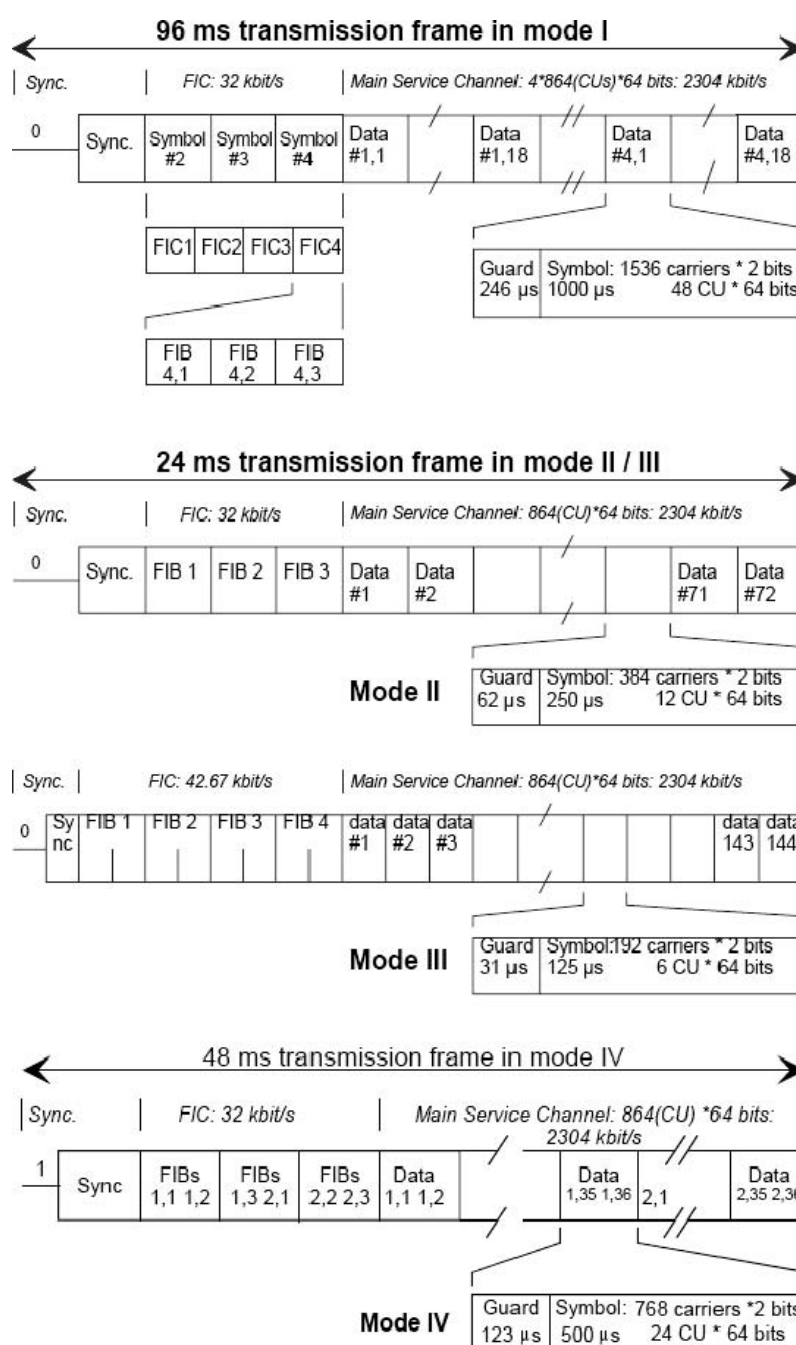 96 ms transmission frame in mode I
Sync. FIC: 32 kbit/s Main Service Channel: 4*864(CUs)*64 bits: 2304 kbit/s
0 Sync. Symbol #2 Symbol #3 Symbol #4 Data #1,1 Data #1,18 Data #4,1 Data #4,18
FIC1 FIC2 FIC3 FIC4
Guard 246 µs Symbol: 1536 carriers * 2 bits
1000 µs 48 CU * 64 bits
FIB 4,1 FIB 4,2 FIB 4,3
24 ms transmission frame in mode II / III
Sync. FIC: 32 kbit/s Main Service Channel: 864(CU)*64 bits: 2304 kbit/s
0 Sync. FIB 1 FIB 2 FIB 3 Data #1 Data #2 Data #71 Data #72
Mode II
Guard 62 µs Symbol: 384 carriers * 2 bits
250 µs 12 CU * 64 bits
Sync. FIC: 42.67 kbit/s Main Service Channel: 864(CU)*64 bits: 2304 kbit/s
0 Sy nc FIB 1 FIB 2 FIB 3 FIB 4 data #1 data #2 data #3 data 143 data 144
Mode III
Guard 31 µs Symbol:192 carriers * 2 bits
125 µs 6 CU * 64 bits
48 ms transmission frame in mode IV
Sync. FIC: 32 kbit/s Main Service Channel: 864(CU) *64 bits:
2304 kbit/s
1 Sync FIBs 1,1 1,2 FIBs 1,3 2,1 FIBs 2,2 2,3 Data 1,1 1,2 Data 1,35 1,36 2,1 Data 2,35 2,36
Mode IV
Guard 123 µs Symbol: 768 carriers *2 bits
500 µs 24 CU * 64 bits